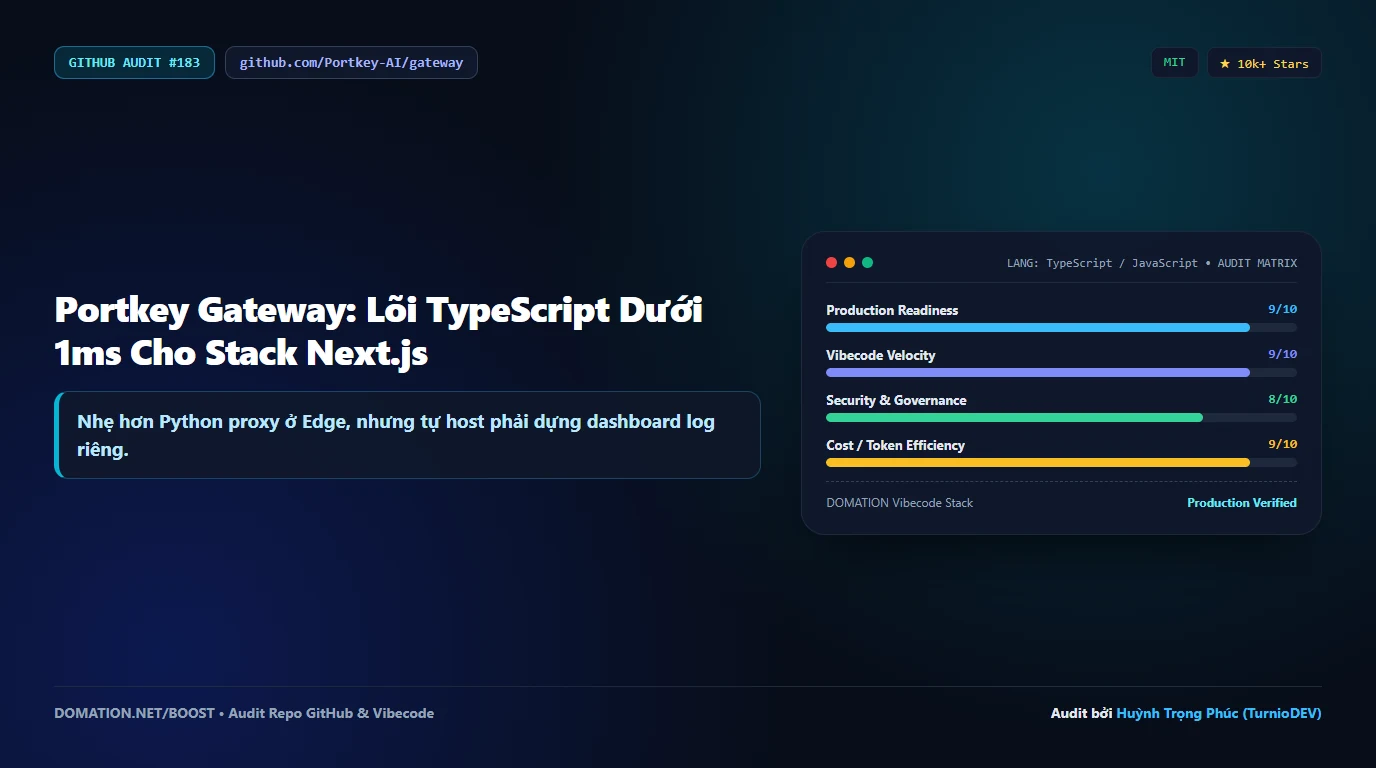 GITHUB AUDIT #183
github.com/Portkey-AI/gateway
MIT
★ 10k+ Stars
Portkey Gateway: Lõi TypeScript Dưới
1ms Cho Stack Next.js
Nhẹ hơn Python proxy ở Edge, nhưng tự host phải dựng dashboard log
riêng.
LANG: TypeScript / JavaScript • AUDIT MATRIX
Production Readiness 9/10
Vibecode Velocity 9/10
Security & Governance 8/10
Cost / Token Efficiency 9/10
DOMATION Vibecode Stack Production Verified
DOMATION.NET/BOOST • Audit Repo GitHub & Vibecode
Audit bởi Huỳnh Trọng Phúc (TurnioDEV)